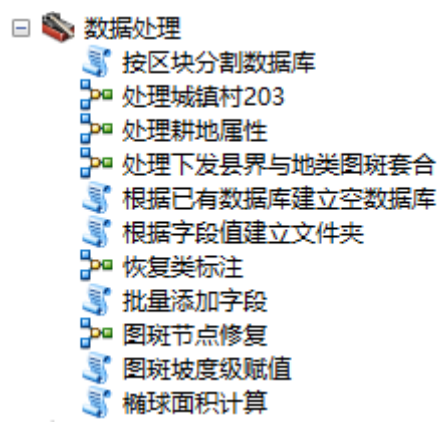 数据处理
按区块分割数据库
处理城镇村203
处理耕地属性
处理下发县界与地类图斑套合
根据已有数据库建立空数据库
根据字段值建立文件夹
恢复类标注
批量添加字段
图斑节点修复
图斑坡度级赋值
椭球面积计算